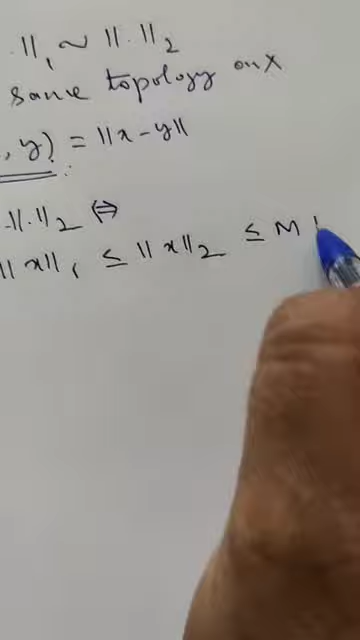 .||₁ ~ ||.||₂
same topology on X
, y) = ||x - y||
.||.||₂ ⇔
||x||₁ ≤ ||x||₂ ≤ M |